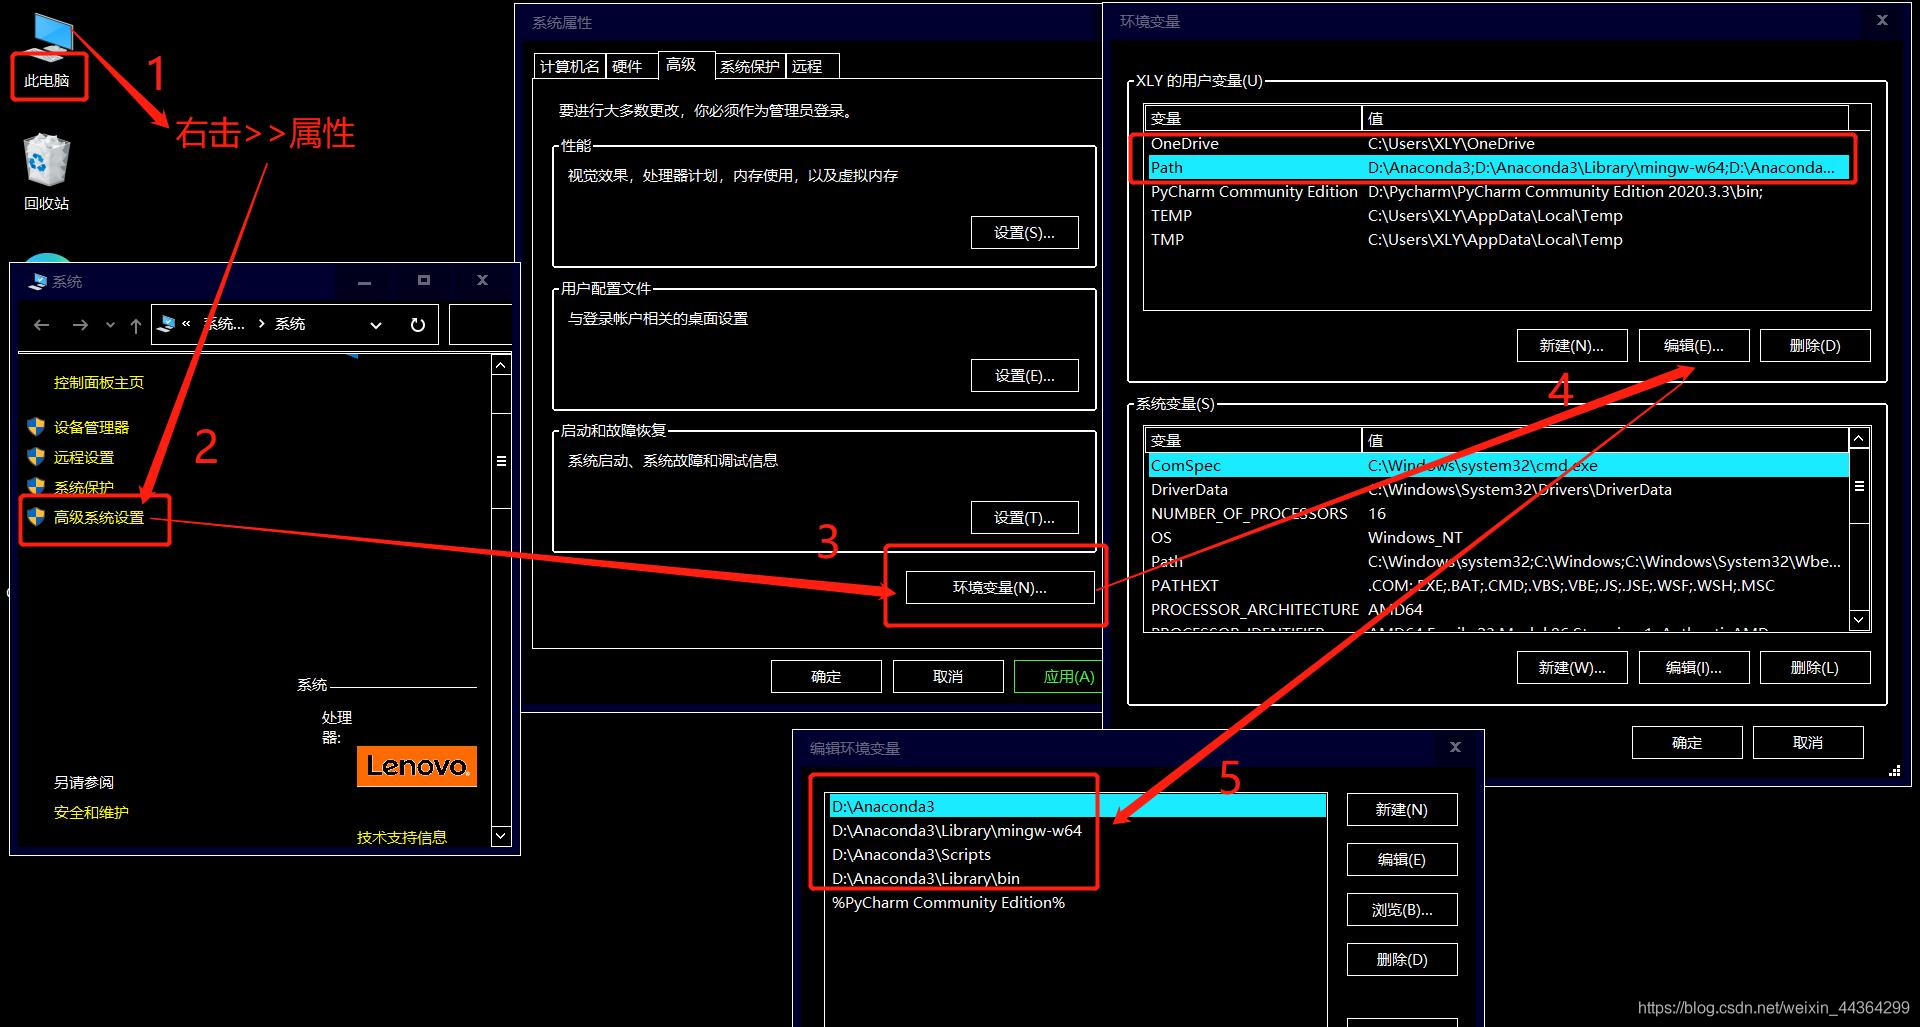 此电脑
1
右击>>属性
回收站
系统
« 系统... › 系统
控制面板主页
设备管理器
远程设置
系统保护
高级系统设置
2
系统
处理
器:
Lenovo
另请参阅
安全和维护
技术支持信息
系统属性
计算机名 硬件 高级 系统保护 远程
要进行大多数更改，你必须作为管理员登录。
性能
视觉效果，处理器计划，内存使用，以及虚拟内存
设置(S)...
用户配置文件
与登录帐户相关的桌面设置
设置(E)...
启动和故障恢复
系统启动、系统故障和调试信息
设置(T)...
3
环境变量(N)...
确定 取消 应用(A)
环境变量
XLY 的用户变量(U)
变量 值
OneDrive C:\Users\XLY\OneDrive
Path D:\Anaconda3;D:\Anaconda3\Library\mingw-w64;D:\Anaconda...
PyCharm Community Edition D:\Pycharm\PyCharm Community Edition 2020.3.3\bin;
TEMP C:\Users\XLY\AppData\Local\Temp
TMP C:\Users\XLY\AppData\Local\Temp
新建(N)... 编辑(E)... 删除(D)
4
系统变量(S)
变量 值
ComSpec C:\Windows\system32\cmd.exe
DriverData C:\Windows\System32\Drivers\DriverData
NUMBER_OF_PROCESSORS 16
OS Windows_NT
Path C:\Windows\system32;C:\Windows;C:\Windows\System32\Wbe...
PATHEXT .COM;.EXE;.BAT;.CMD;.VBS;.VBE;.JS;.JSE;.WSF;.WSH;.MSC
PROCESSOR_ARCHITECTURE AMD64
新建(W)... 编辑(I)... 删除(L)
确定 取消
编辑环境变量
5
D:\Anaconda3
D:\Anaconda3\Library\mingw-w64
D:\Anaconda3\Scripts
D:\Anaconda3\Library\bin
%PyCharm Community Edition%
新建(N)
编辑(E)
浏览(B)...
删除(D)
https://blog.csdn.net/weixin_44364299